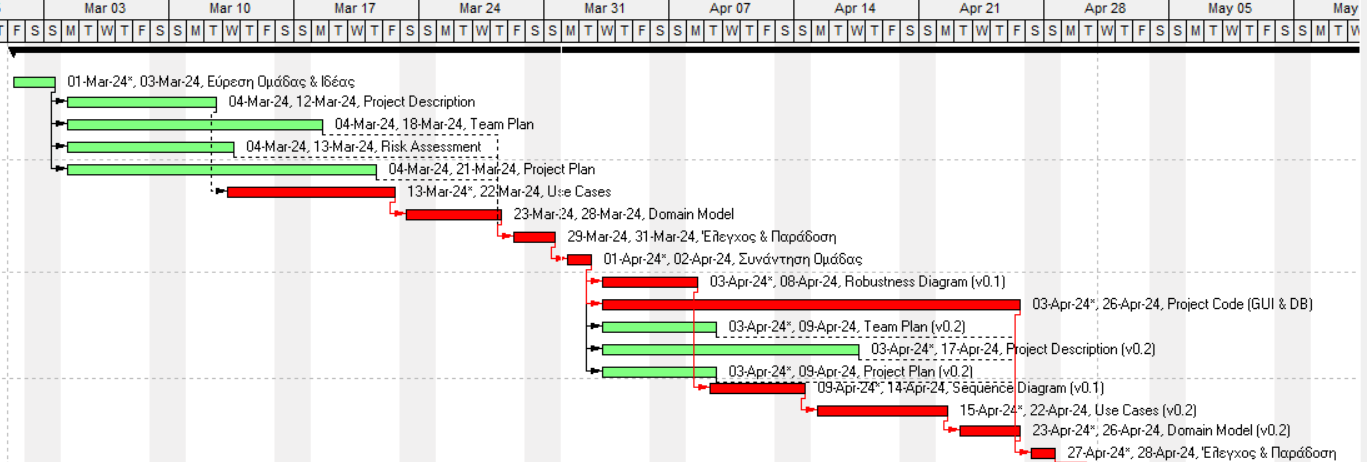 Mar 03 Mar 10 Mar 17 Mar 24 Mar 31 Apr 07 Apr 14 Apr 21 Apr 28 May 05 May
F S S M T W T F S S M T W T F S S M T W T F S S M T W T F S S M T W T F S S M T W T F S S M T W T F S S M T W T F S S M T W T F S S M T W T F S S M T W
01-Mar-24*, 03-Mar-24, Εύρεση Ομάδας & Ιδέας
04-Mar-24, 12-Mar-24, Project Description
04-Mar-24, 18-Mar-24, Team Plan
04-Mar-24, 13-Mar-24, Risk Assessment
04-Mar-24, 21-Mar-24, Project Plan
13-Mar-24*, 22-Mar-24, Use Cases
23-Mar-24, 28-Mar-24, Domain Model
29-Mar-24, 31-Mar-24, Έλεγχος & Παράδοση
01-Apr-24*, 02-Apr-24, Συνάντηση Ομάδας
03-Apr-24*, 08-Apr-24, Robustness Diagram (v0.1)
03-Apr-24*, 26-Apr-24, Project Code (GUI & DB)
03-Apr-24*, 09-Apr-24, Team Plan (v0.2)
03-Apr-24*, 17-Apr-24, Project Description (v0.2)
03-Apr-24*, 09-Apr-24, Project Plan (v0.2)
09-Apr-24*, 14-Apr-24, Sequence Diagram (v0.1)
15-Apr-24*, 22-Apr-24, Use Cases (v0.2)
23-Apr-24*, 26-Apr-24, Domain Model (v0.2)
27-Apr-24*, 28-Apr-24, Έλεγχος & Παράδοση